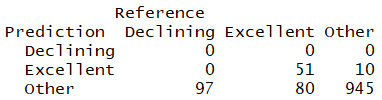 Reference
Prediction Declining Excellent Other
Declining 0 0 0
Excellent 0 51 10
Other 97 80 945